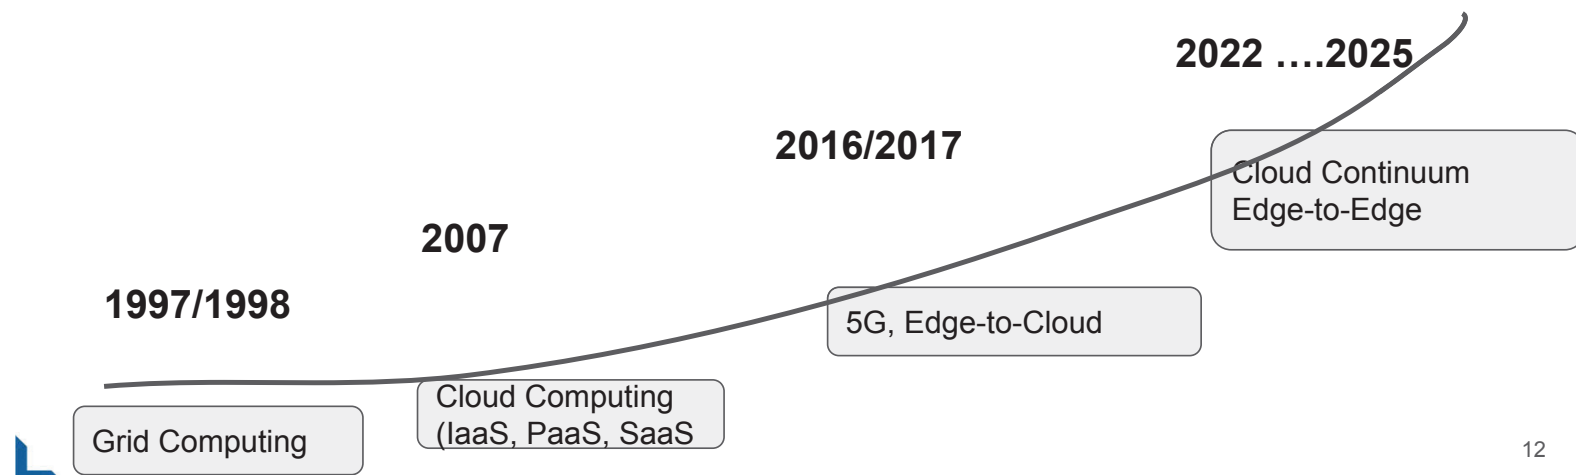 2022 ….2025
2016/2017
2007
1997/1998
Cloud Continuum
Edge-to-Edge
5G, Edge-to-Cloud
Cloud Computing
(IaaS, PaaS, SaaS
Grid Computing
12